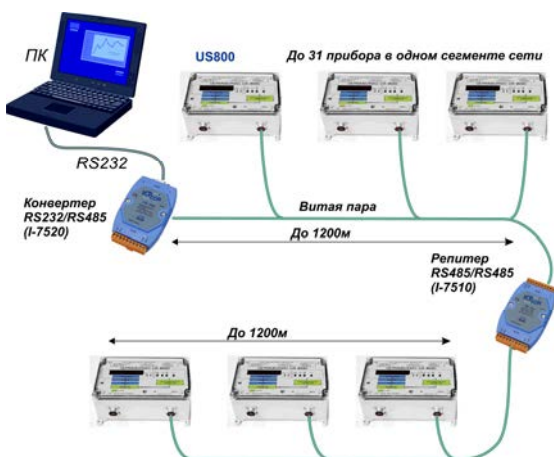 ПК
US800
До 31 прибора в одном сегменте сети
RS232
Конвертер
RS232/RS485
(I-7520)
Витая пара
До 1200м
Репитер
RS485/RS485
(I-7510)
До 1200м